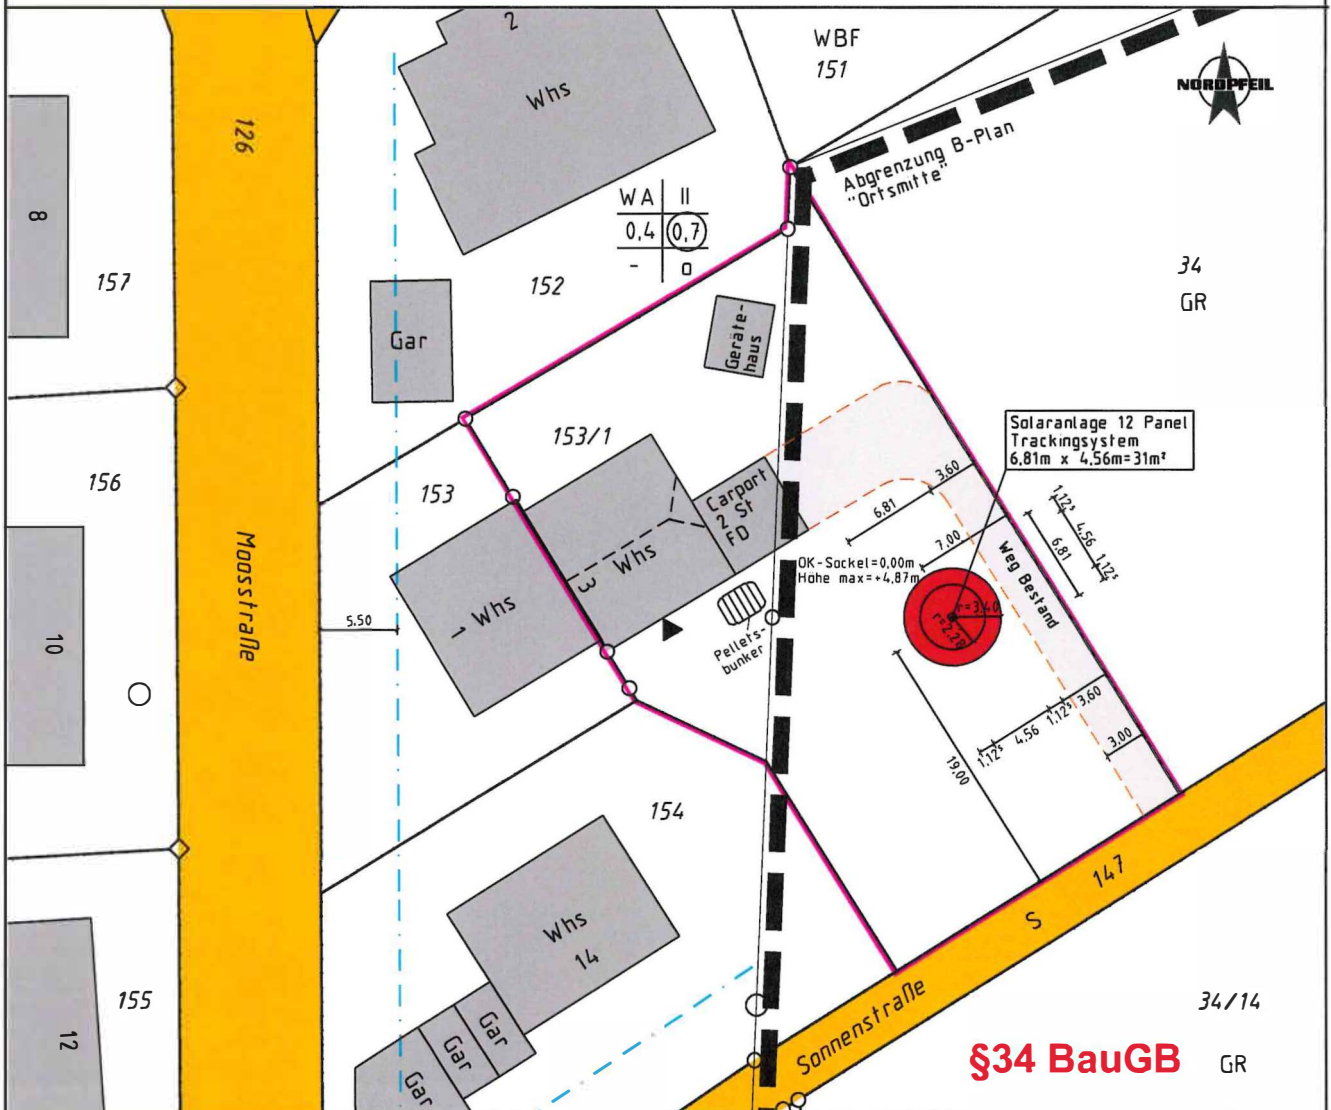 2
Whs
WBF
151
NORDPFEIL
126
Abgrenzung B-Plan
"Ortsmitte"
WA II
0,4 0,7
- o
8
157
152
34
GR
Gar
Geräte-
haus
153/1
Solaranlage 12 Panel
Trackingsystem
6,81m x 4,56m=31m²
156
153
Carport
2 St
FD
3,60
6,81
7,00
1,12⁵
4,56
1,12⁵
6,81
Moosstraße
Whs
3
OK-Sockel=0,00m
Höhe max=+4,87m
Weg Bestand
1 Whs
r=3,40
r=2,28
5,50
Pellets-
bunker
10
3,60
1,12⁵
4,56
1,12⁵
3,00
19,00
154
147
S
Whs
14
155
12
Gar
Gar
Gar
Sonnenstraße
34/14
§34 BauGB
GR